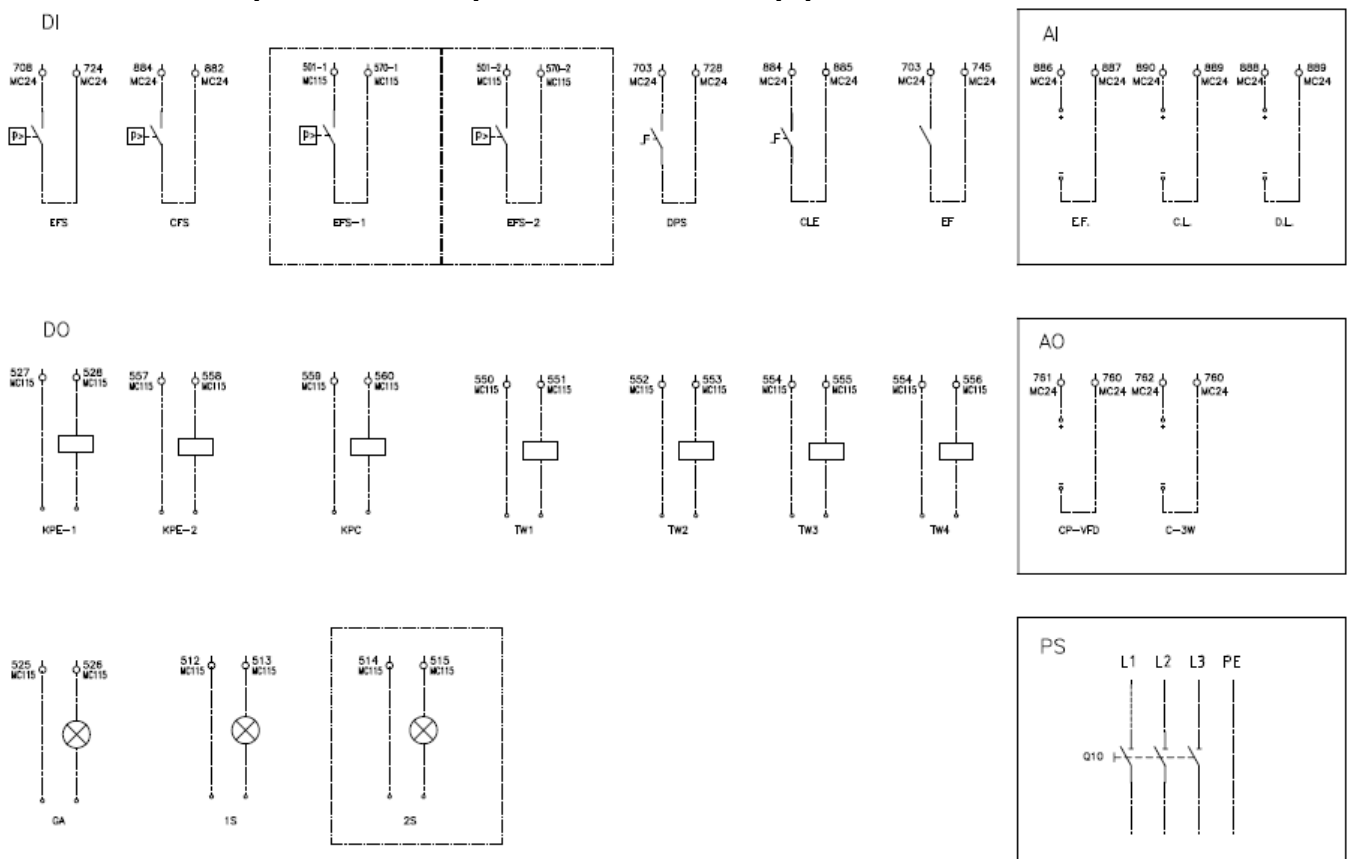 DI
708 MC24 724 MC24
884 MC24 882 MC24
501-1 MC115 570-1 MC115
501-2 MC115 570-2 MC115
703 MC24 728 MC24
884 MC24 885 MC24
703 MC24 745 MC24
P> P> P> P>
EFS CFS EFS-1 EFS-2 DPS CLE EF
AI
886 MC24 887 MC24
890 MC24 889 MC24
888 MC24 889 MC24
+ + +
- - -
E.F. C.L. D.L.
DO
527 MC115 528 MC115
557 MC115 558 MC115
559 MC115 560 MC115
550 MC115 551 MC115
552 MC115 553 MC115
554 MC115 555 MC115
554 MC115 556 MC115
KPE-1 KPE-2 KPC TW1 TW2 TW3 TW4
AO
761 MC24 760 MC24
762 MC24 760 MC24
+ +
- -
CP-VFD C-3W
525 MC115 526 MC115
512 MC115 513 MC115
514 MC115 515 MC115
GA 1S 2S
PS
L1 L2 L3 PE
Q10